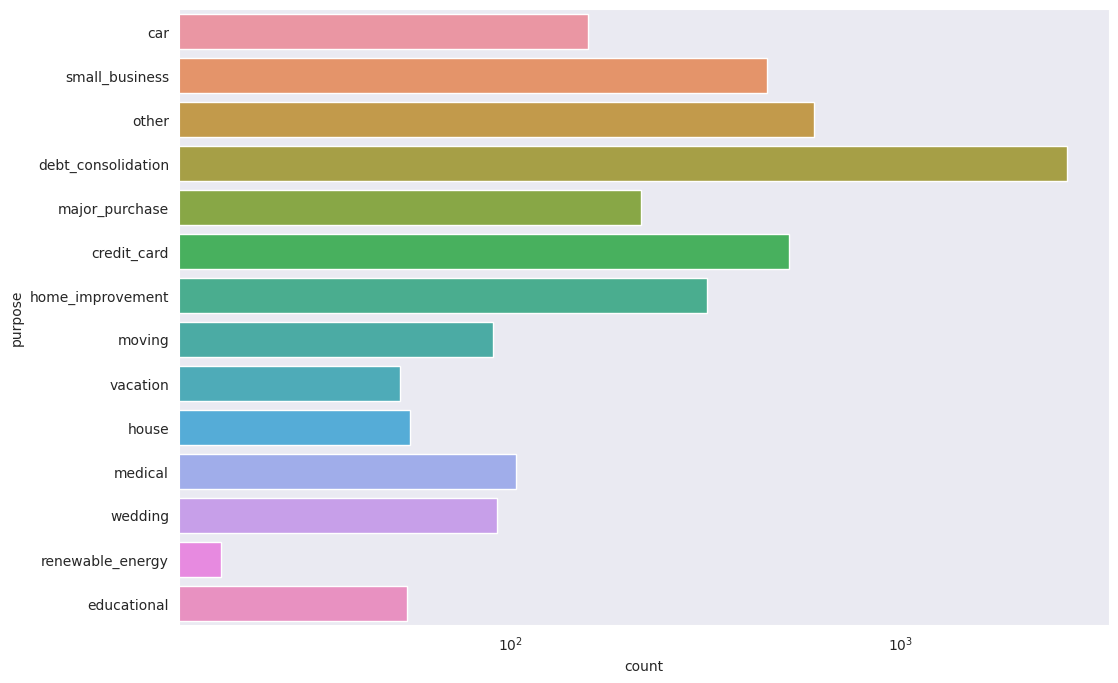 car
small_business
other
debt_consolidation
major_purchase
credit_card
home_improvement
moving
vacation
house
medical
wedding
renewable_energy
educational
purpose
10²
10³
count